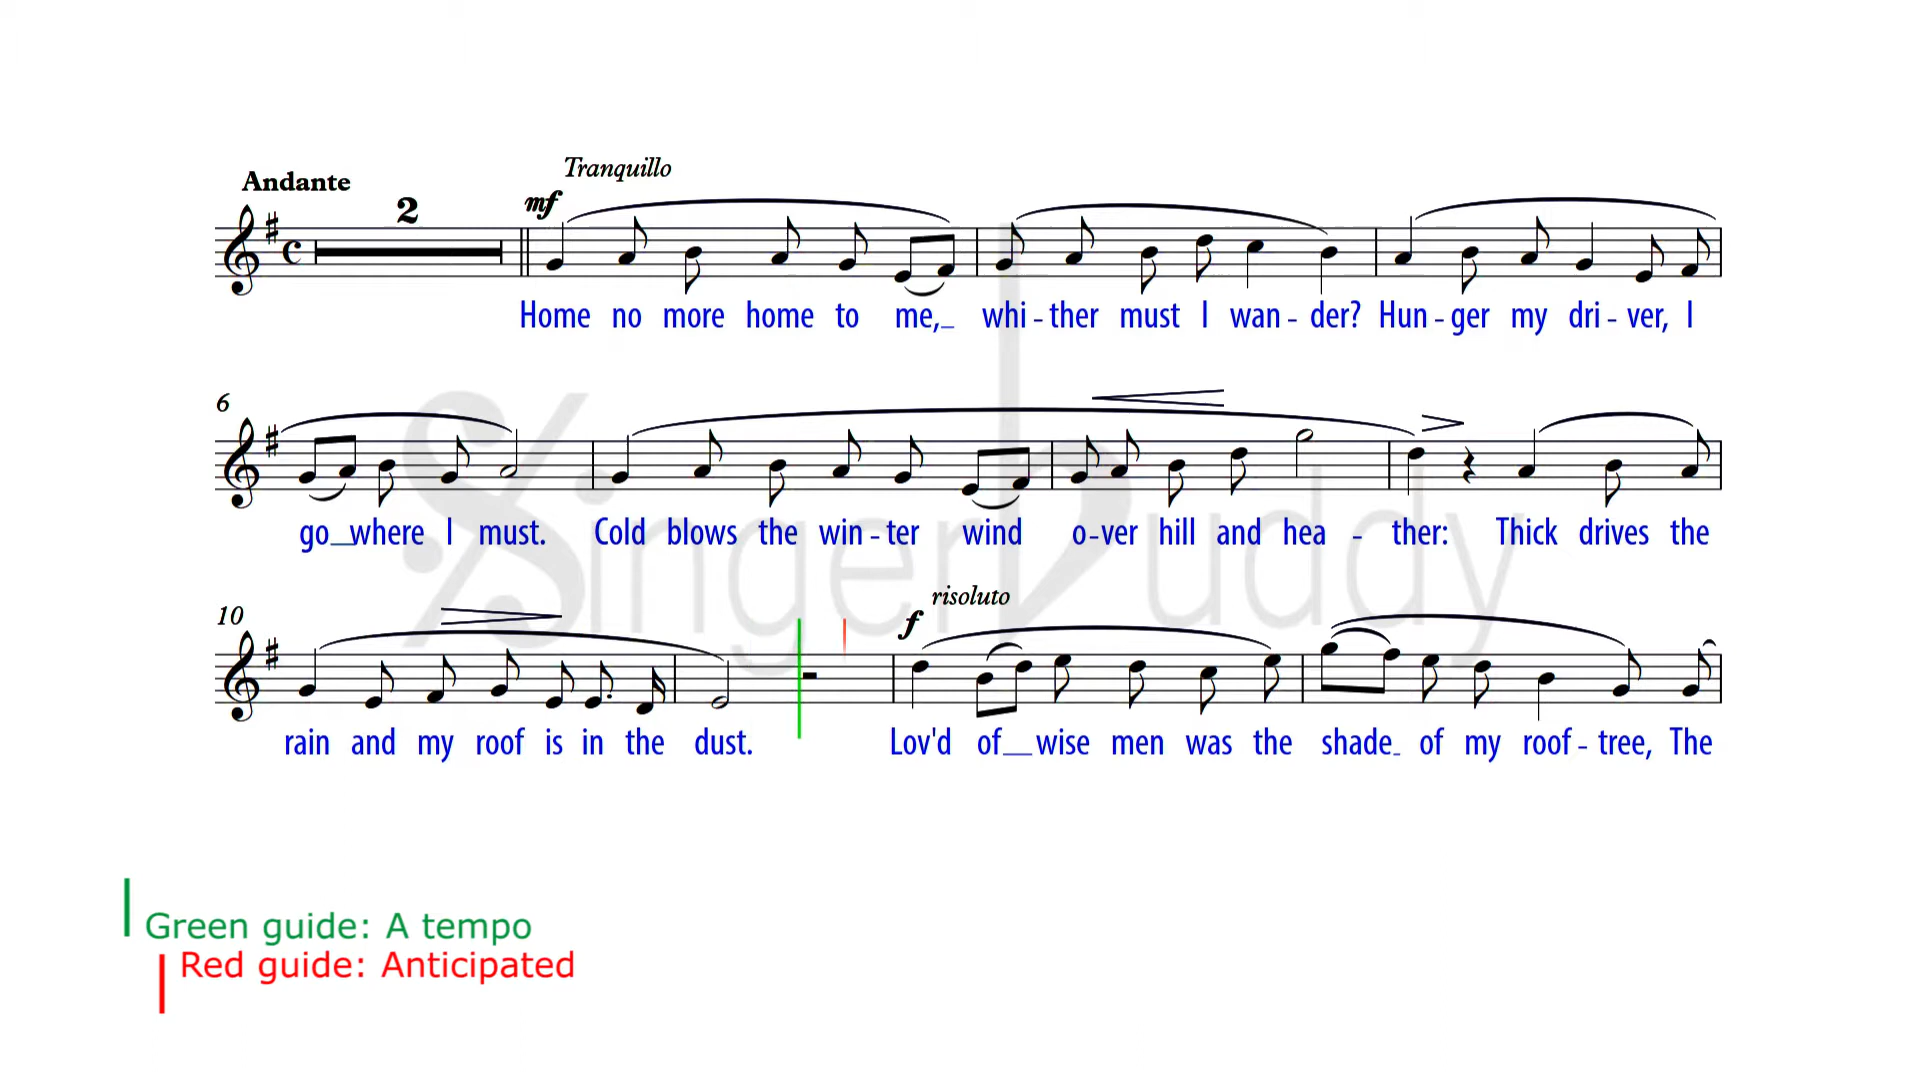 Tranquillo
Andante
2
mf
Home no more home to me,_ whi - ther must I wan - der? Hun - ger my dri - ver, I
6
go_where I must. Cold blows the win - ter wind o-ver hill and hea - ther: Thick drives the
SingerBuddy
risoluto
10
f
rain and my roof is in the dust. Lov'd of_wise men was the shade_ of my roof - tree, The
Green guide: A tempo
Red guide: Anticipated